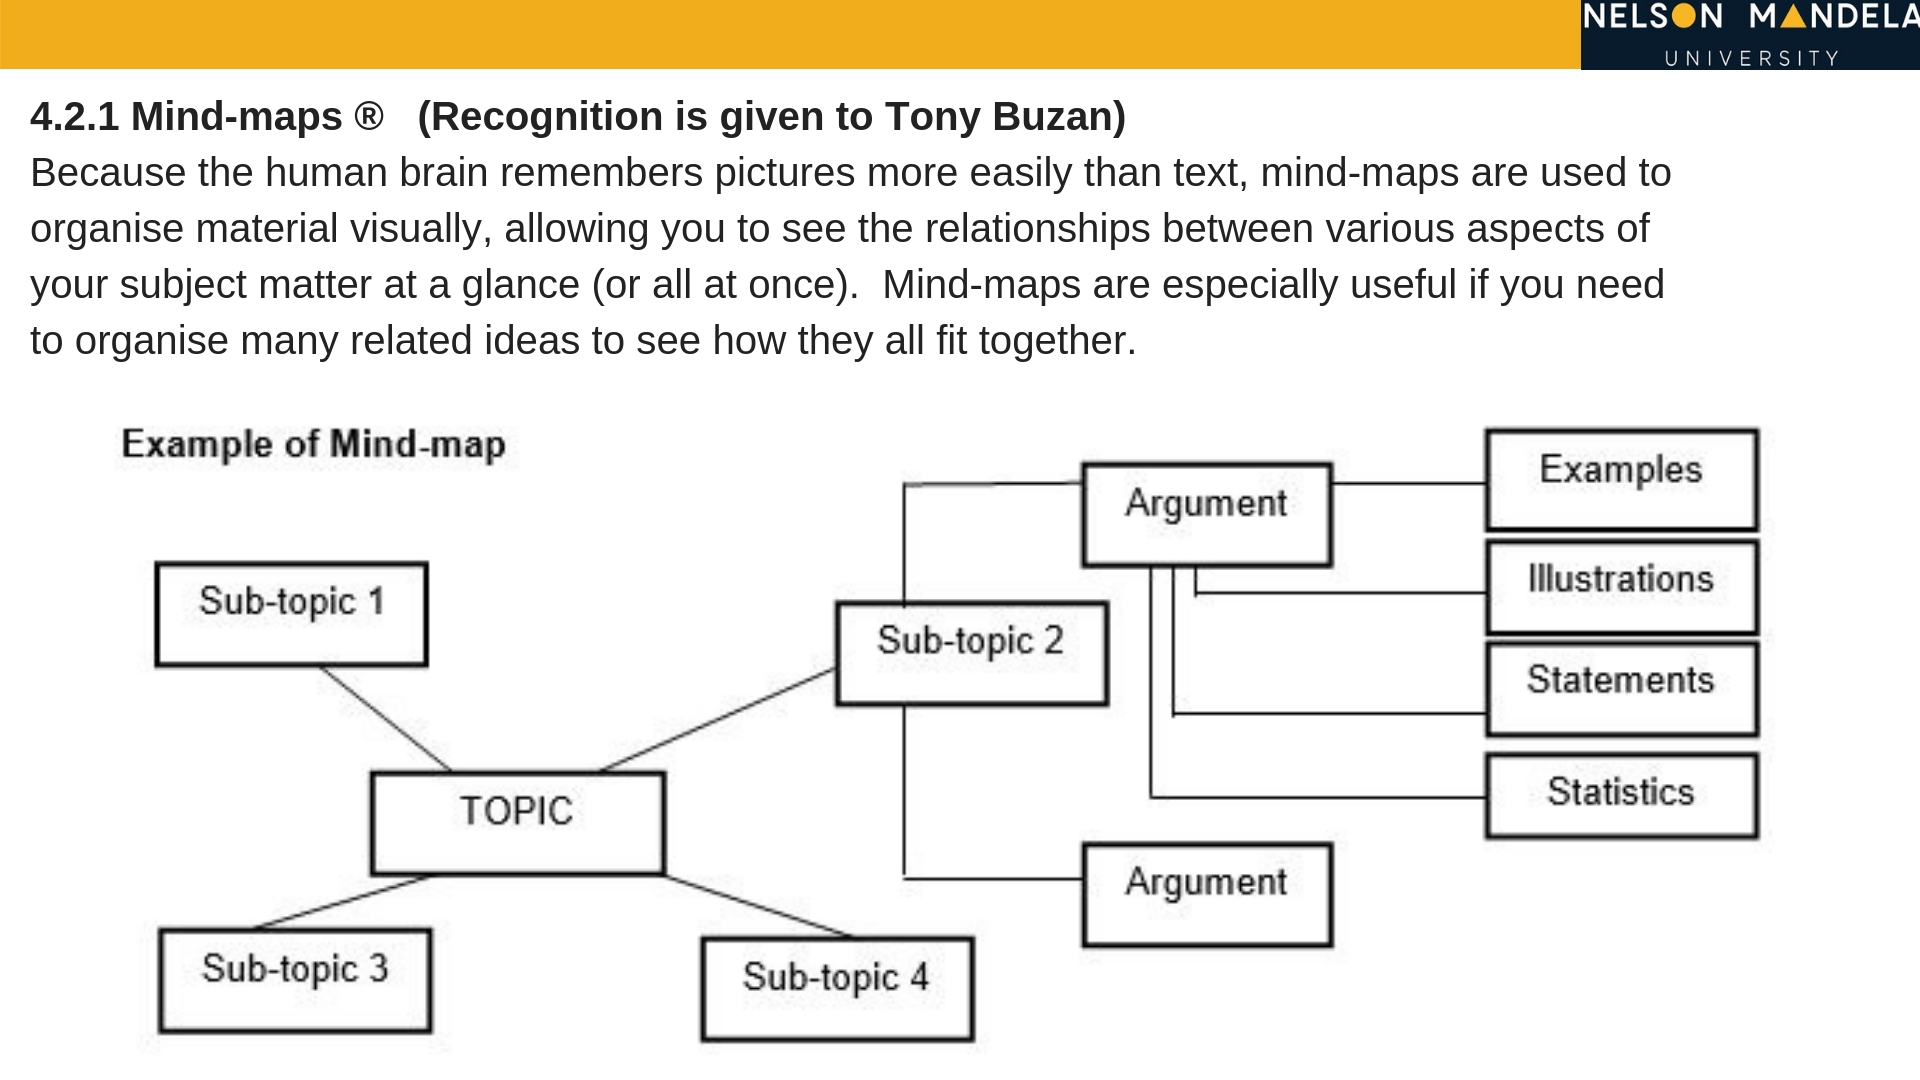 NELSON MANDELA
UNIVERSITY
4.2.1 Mind-maps ® (Recognition is given to Tony Buzan)
Because the human brain remembers pictures more easily than text, mind-maps are used to
organise material visually, allowing you to see the relationships between various aspects of
your subject matter at a glance (or all at once). Mind-maps are especially useful if you need
to organise many related ideas to see how they all fit together.
Example of Mind-map
Sub-topic 1
TOPIC
Sub-topic 3
Sub-topic 4
Sub-topic 2
Argument
Argument
Examples
Illustrations
Statements
Statistics